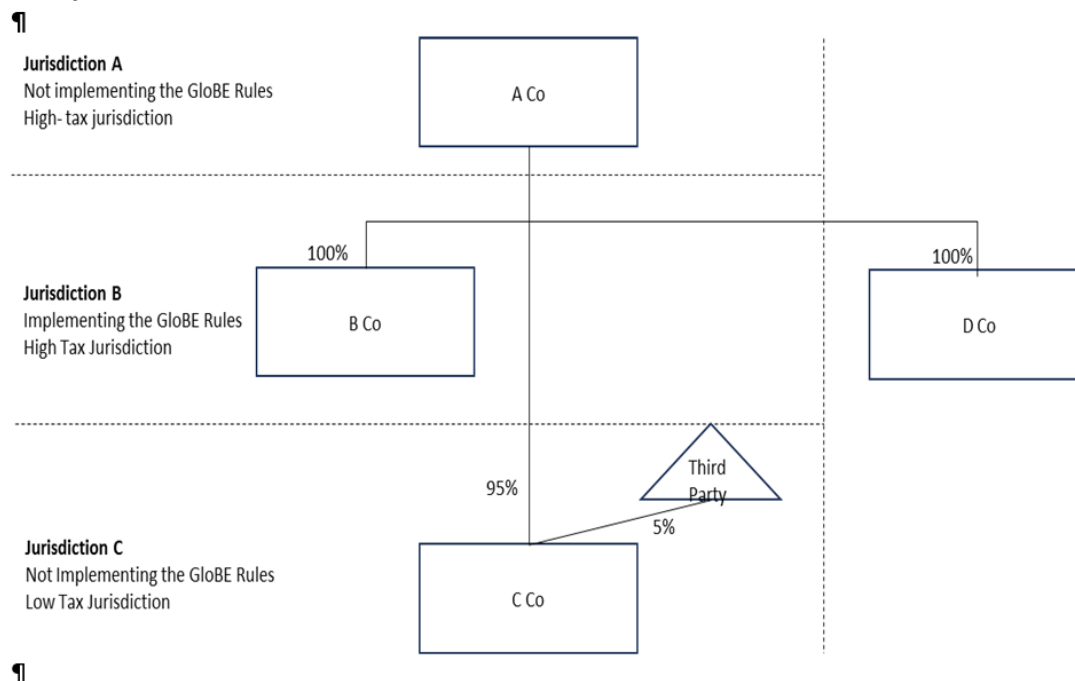 ¶
Jurisdiction A
Not implementing the GloBE Rules
High- tax jurisdiction
A Co
100%
100%
Jurisdiction B
Implementing the GloBE Rules
High Tax Jurisdiction
B Co
D Co
Third
Party
95%
5%
Jurisdiction C
Not Implementing the GloBE Rules
Low Tax Jurisdiction
C Co
¶